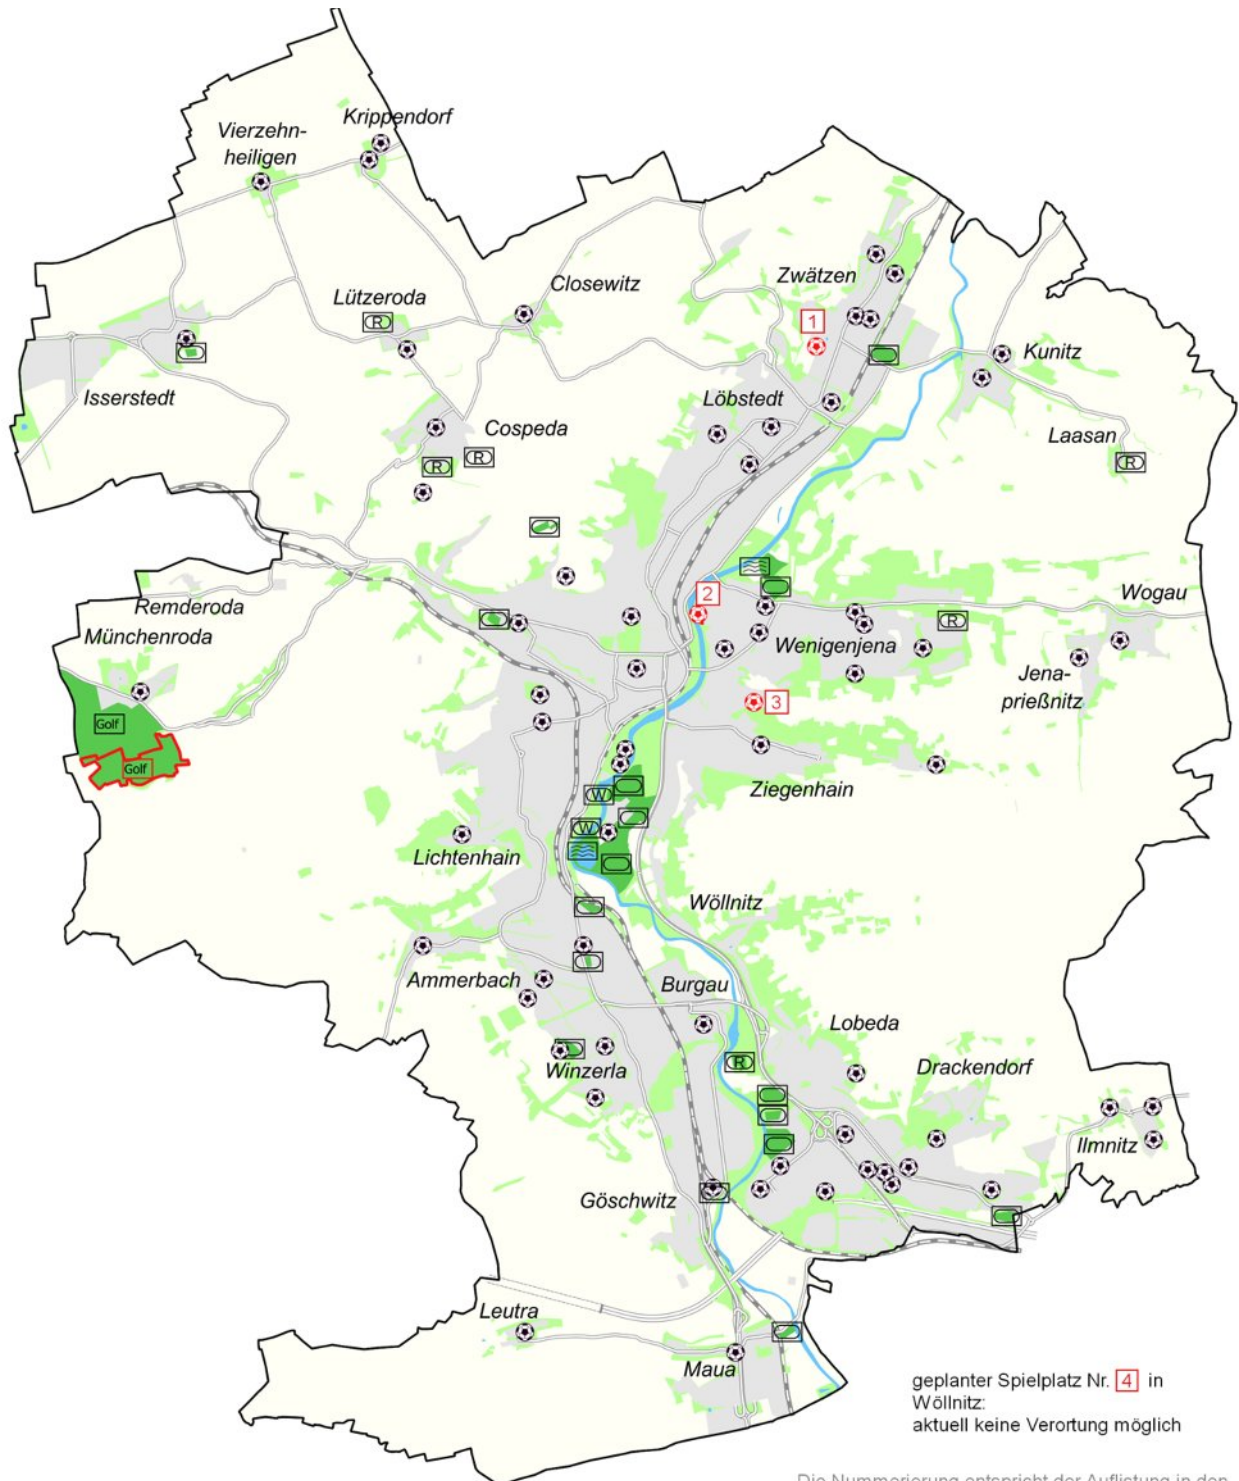 Krippendorf
Vierzehn-
heiligen
Zwätzen
Closewitz
Lützeroda
R
1
Kunitz
Isserstedt
Löbstedt
Cospeda
Laasan
R
R
R
2
Wogau
Remderoda
Münchenroda
Wenigenjena
R
Jena-
prießnitz
3
Golf
Golf
Ziegenhain
W
W
Lichtenhain
Wöllnitz
Ammerbach
Burgau
Lobeda
R
Winzerla
Drackendorf
Ilmnitz
Göschwitz
Leutra
Maua
geplanter Spielplatz Nr. 4 in
Wöllnitz:
aktuell keine Verortung möglich
Die Nummerierung entspricht der Auflistung in den